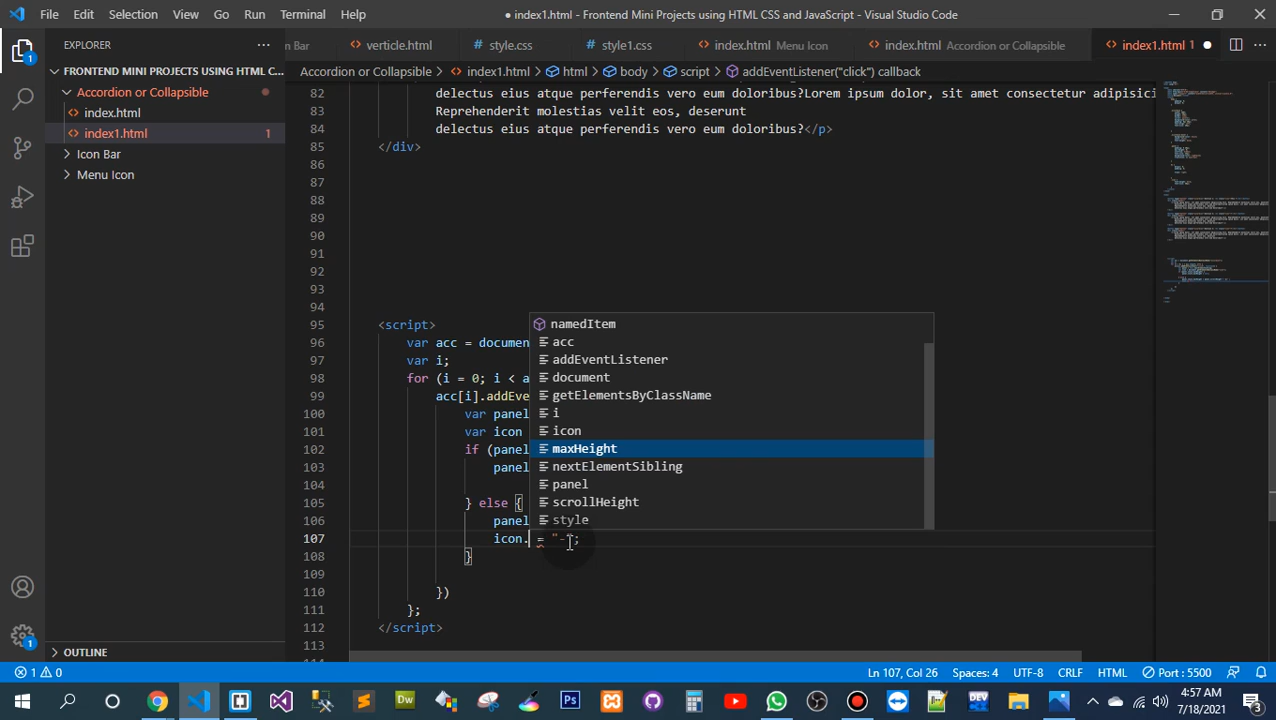 File Edit Selection View Go Run Terminal Help
● index1.html - Frontend Mini Projects using HTML CSS and JavaScript - Visual Studio Code
EXPLORER
n Bar verticle.html style.css style1.css index.html Menu Icon index.html Accordion or Collapsible index1.html 1
FRONTEND MINI PROJECTS USING HTML C...
Accordion or Collapsible > index1.html > html > body > script > addEventListener("click") callback
Accordion or Collapsible
index.html
index1.html 1
Icon Bar
Menu Icon
82 delectus eius atque perferendis vero eum doloribus?Lorem ipsum dolor, sit amet consectetur adipisici
83 Reprehenderit molestias velit eos, deserunt
84 delectus eius atque perferendis vero eum doloribus?</p>
85 </div>
86
87
88
89
90
91
92
93
94
95 <script>
96 var acc = documen
97 var i;
98 for (i = 0; i < a
99 acc[i].addEve
100 var panel
101 var icon
102 if (panel
103 panel
105 } else {
106 panel
107 icon. = "-";
108 }
109
110 })
111 };
112 </script>
113
namedItem
acc
addEventListener
document
getElementsByClassName
i
icon
maxHeight
nextElementSibling
panel
scrollHeight
style
OUTLINE
1 0
Ln 107, Col 26 Spaces: 4 UTF-8 CRLF HTML Port : 5500
1
1
Dw
Ps
DEV
4:57 AM
7/18/2021
3